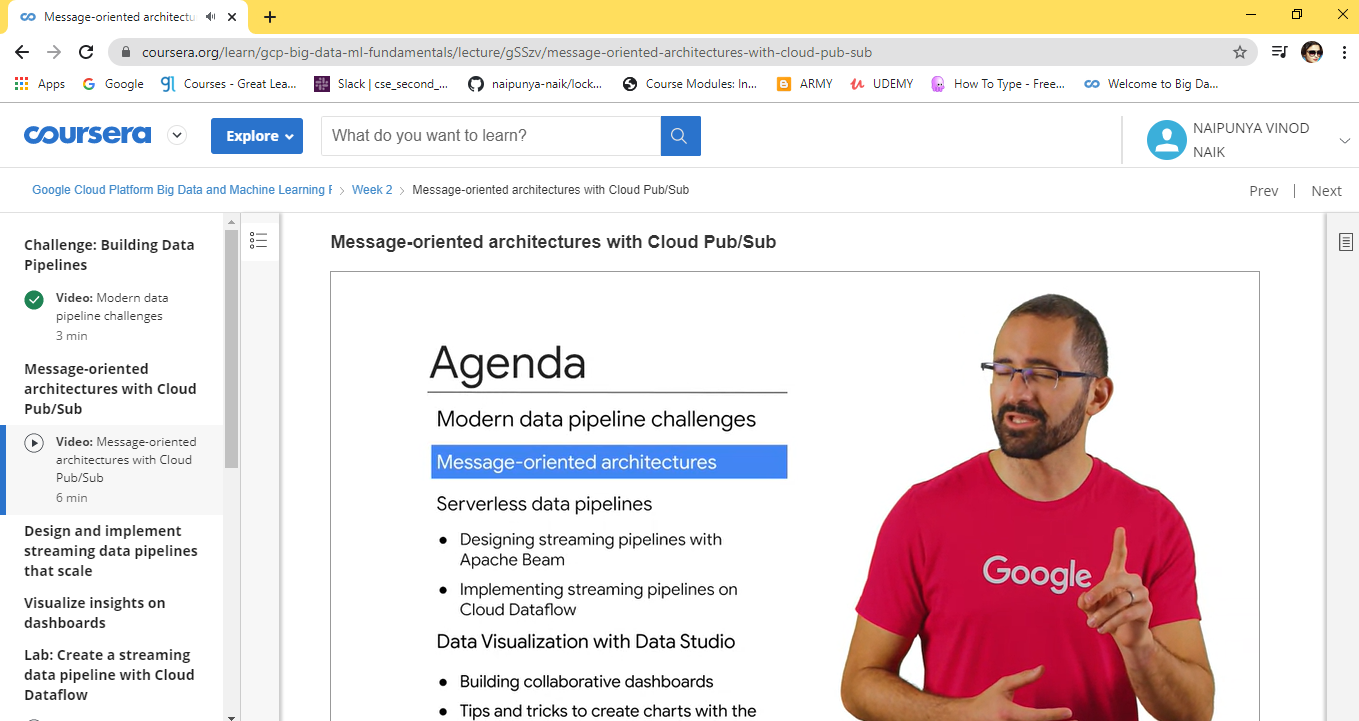 Message-oriented architectu
coursera.org/learn/gcp-big-data-ml-fundamentals/lecture/gSSzv/message-oriented-architectures-with-cloud-pub-sub
Apps Google Courses - Great Lea... Slack | cse_second_... naipunya-naik/lock... Course Modules: In... ARMY UDEMY How To Type - Free... Welcome to Big Da...
coursera Explore What do you want to learn? NAIPUNYA VINOD
NAIK
Google Cloud Platform Big Data and Machine Learning F Week 2 Message-oriented architectures with Cloud Pub/Sub Prev | Next
Challenge: Building Data
Pipelines
Video: Modern data
pipeline challenges
3 min
Message-oriented
architectures with Cloud
Pub/Sub
Video: Message-oriented
architectures with Cloud
Pub/Sub
6 min
Design and implement
streaming data pipelines
that scale
Visualize insights on
dashboards
Lab: Create a streaming
data pipeline with Cloud
Dataflow
Message-oriented architectures with Cloud Pub/Sub
Agenda
Modern data pipeline challenges
Message-oriented architectures
Serverless data pipelines
● Designing streaming pipelines with
Apache Beam
● Implementing streaming pipelines on
Cloud Dataflow
Data Visualization with Data Studio
● Building collaborative dashboards
● Tips and tricks to create charts with the
Google